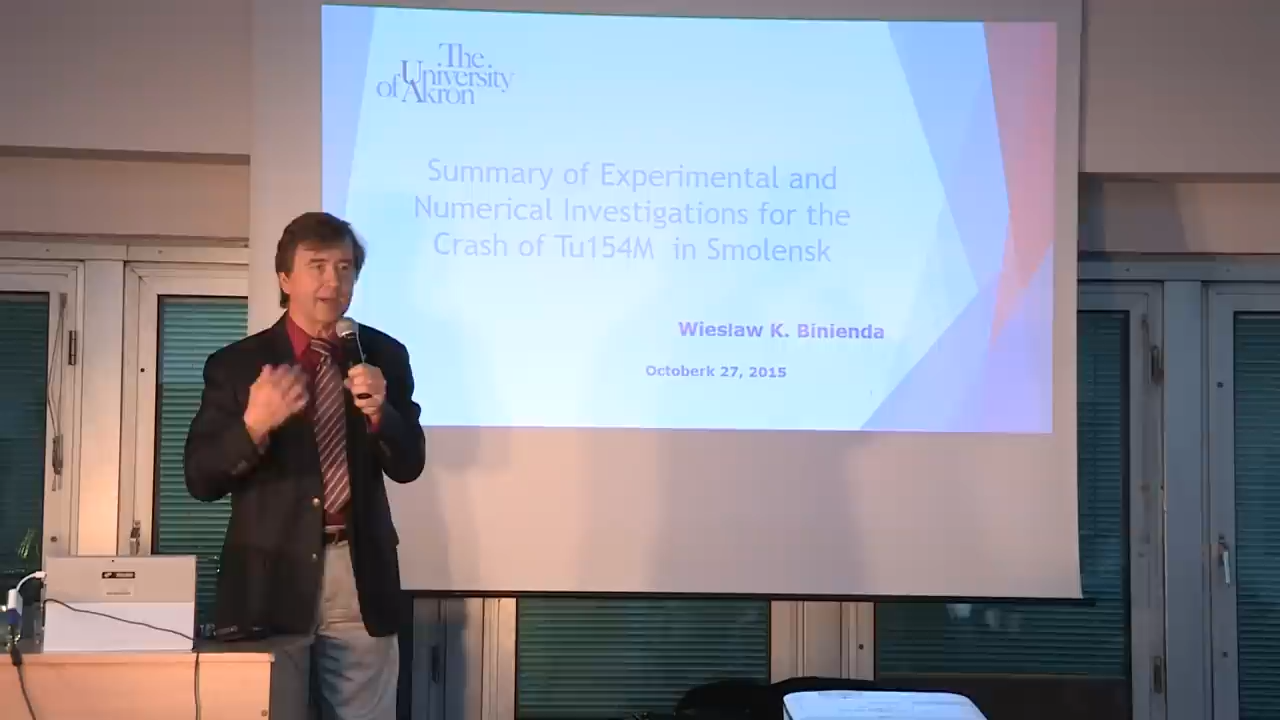 The
University
of Akron
Summary of Experimental and
Numerical Investigations for the
Crash of Tu154M in Smolensk
Wieslaw K. Binienda
Octoberk 27, 2015